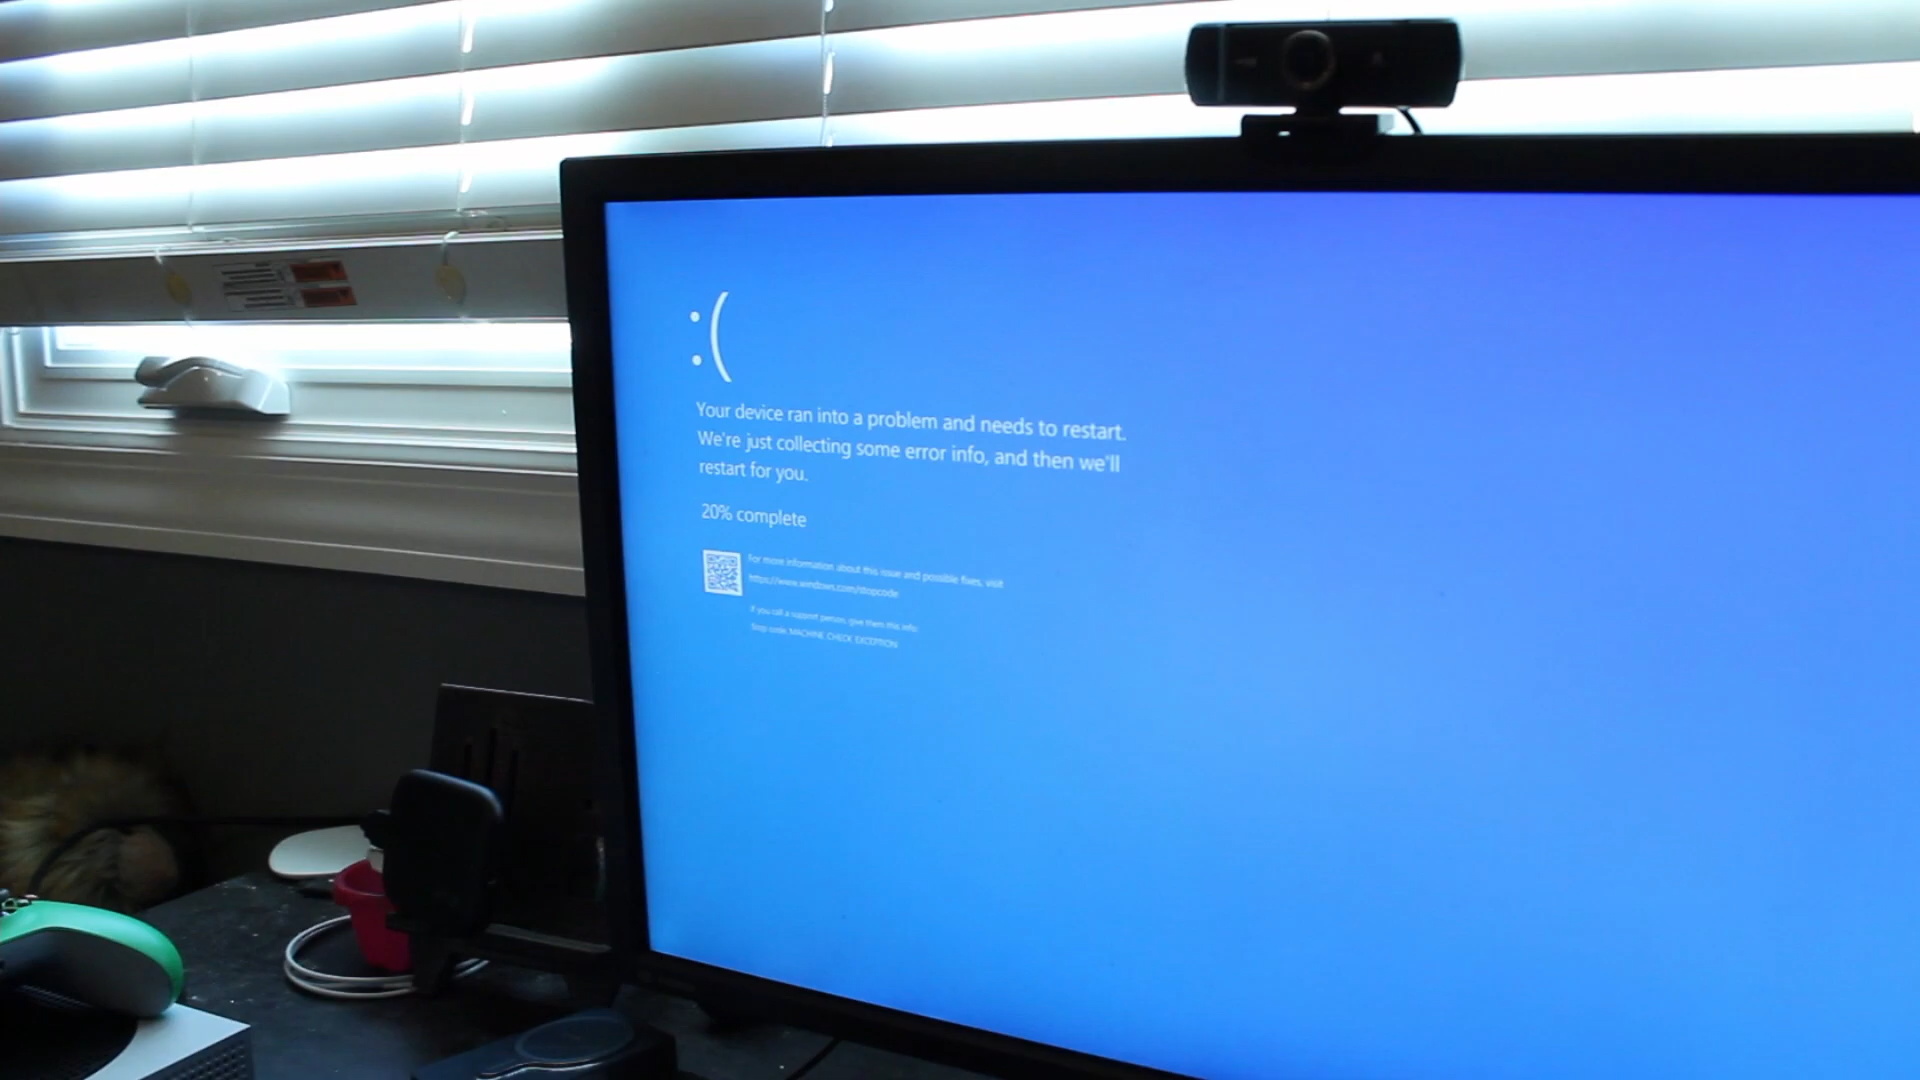 :(
Your device ran into a problem and needs to restart.
We're just collecting some error info, and then we'll
restart for you.
20% complete
For more information about this issue and possible fixes, visit
https://www.windows.com/stopcode
If you call a support person, give them this info:
Stop code: MACHINE CHECK EXCEPTION